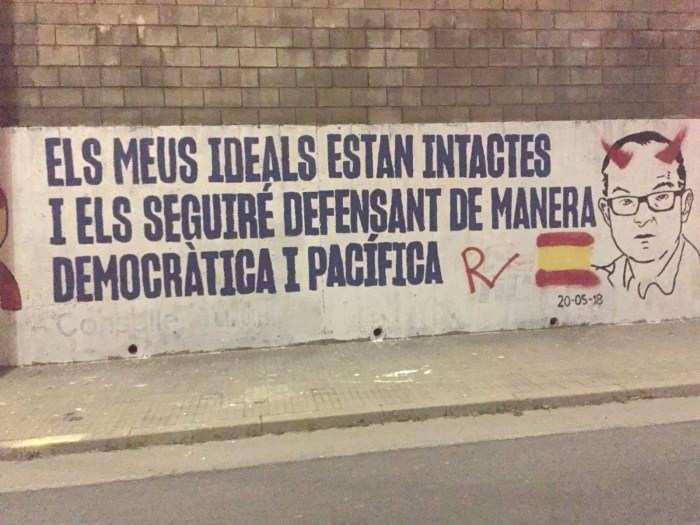 ELS MEUS IDEALS ESTAN INTACTES
I ELS SEGUIRÉ DEFENSANT DE MANERA
DEMOCRÀTICA I PACÍFICA
R
20-05-18